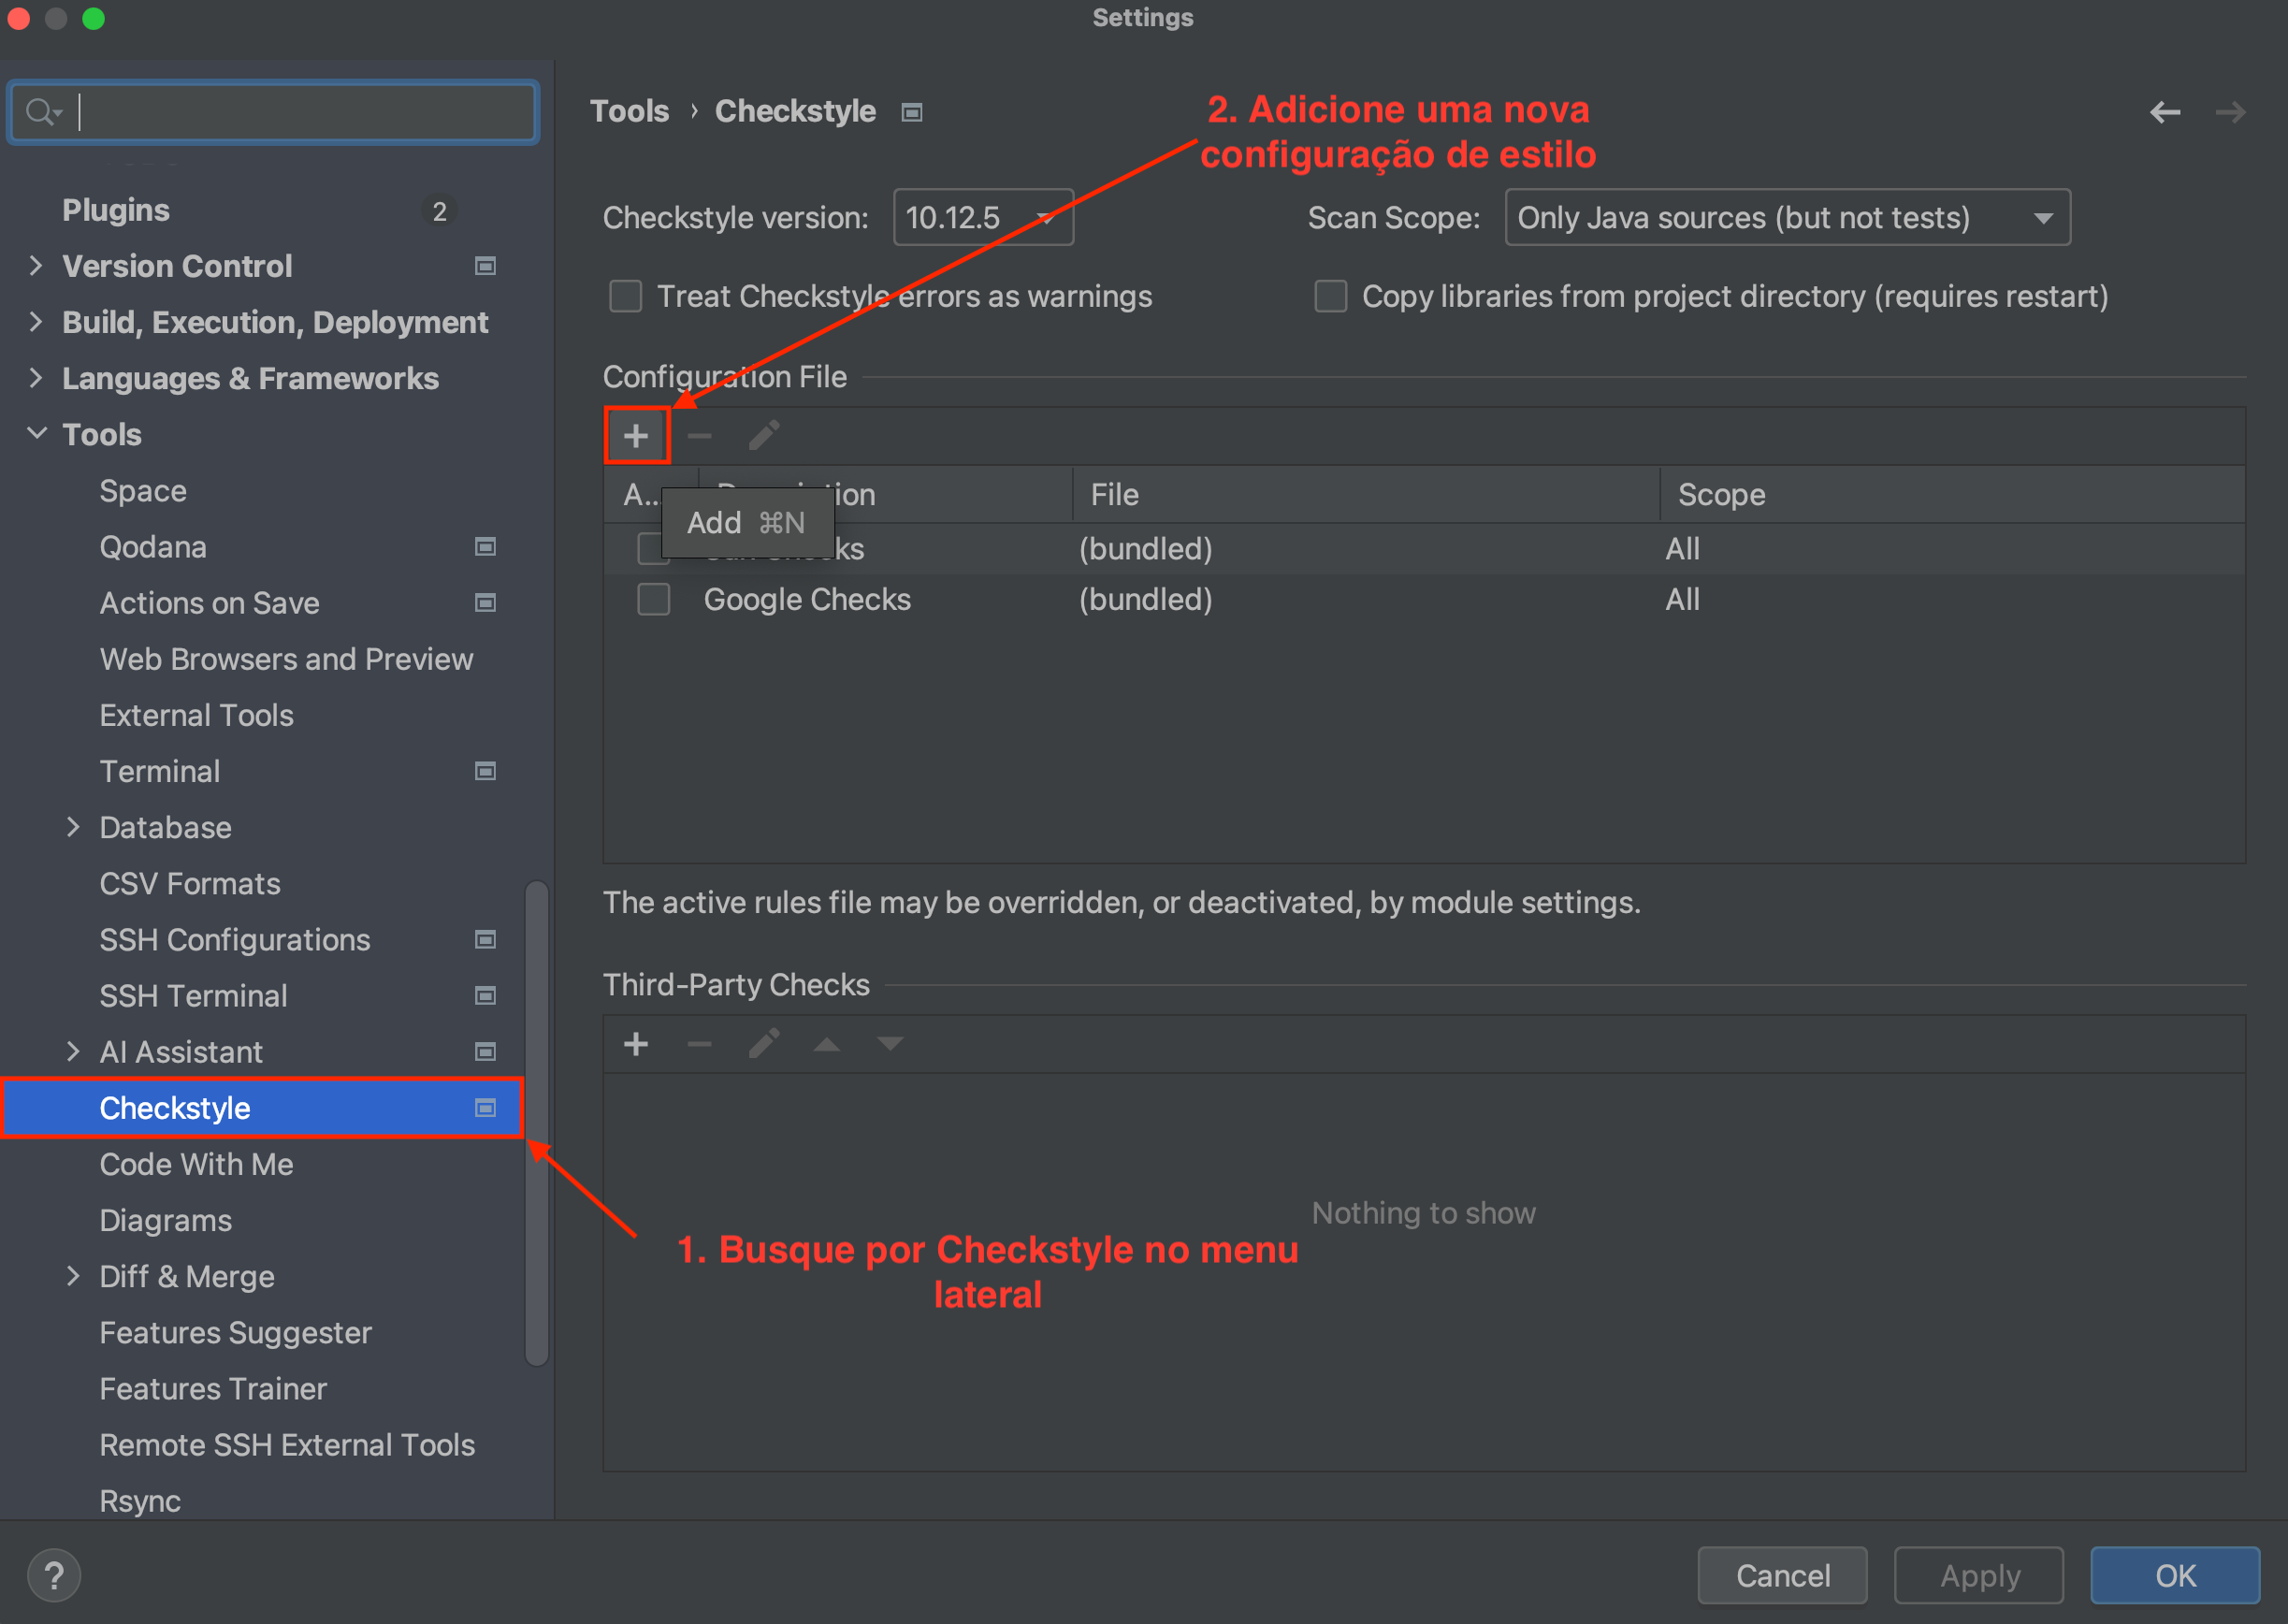 Settings
Plugins 2
Version Control
Build, Execution, Deployment
Languages & Frameworks
Tools
Space
Qodana
Actions on Save
Web Browsers and Preview
External Tools
Terminal
Database
CSV Formats
SSH Configurations
SSH Terminal
AI Assistant
Checkstyle
Code With Me
Diagrams
Diff & Merge
Features Suggester
Features Trainer
Remote SSH External Tools
Rsync
Tools › Checkstyle
2. Adicione uma nova
configuração de estilo
Checkstyle version: 10.12.5
Scan Scope: Only Java sources (but not tests)
Treat Checkstyle errors as warnings
Copy libraries from project directory (requires restart)
Configuration File
A... File Scope
Add ⌘N
(bundled) All
Google Checks (bundled) All
The active rules file may be overridden, or deactivated, by module settings.
Third-Party Checks
Nothing to show
1. Busque por Checkstyle no menu
lateral
? Cancel Apply OK